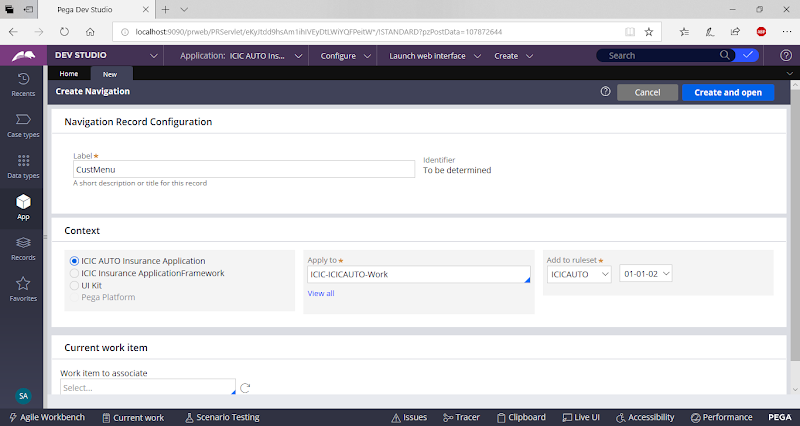 Pega Dev Studio
localhost:9090/prweb/PRServlet/eKyJtdd9hsAm1ihIVEyDtLWiYQFPeitW*/!STANDARD?pzPostData=107872644
DEV STUDIO Application: ICIC AUTO Ins... Configure Launch web interface Create Search
Home New
Create Navigation Cancel Create and open
Recents
Case types
Data types
App
Records
Favorites
SA
Navigation Record Configuration
Label★
CustMenu
A short description or title for this record
Identifier
To be determined
Context
ICIC AUTO Insurance Application
ICIC Insurance ApplicationFramework
UI Kit
Pega Platform
Apply to ★
ICIC-ICICAUTO-Work
View all
Add to ruleset★
ICICAUTO 01-01-02
Current work item
Work item to associate
Select...
Agile Workbench Current work Scenario Testing Issues Tracer Clipboard Live UI Accessibility Performance PEGA